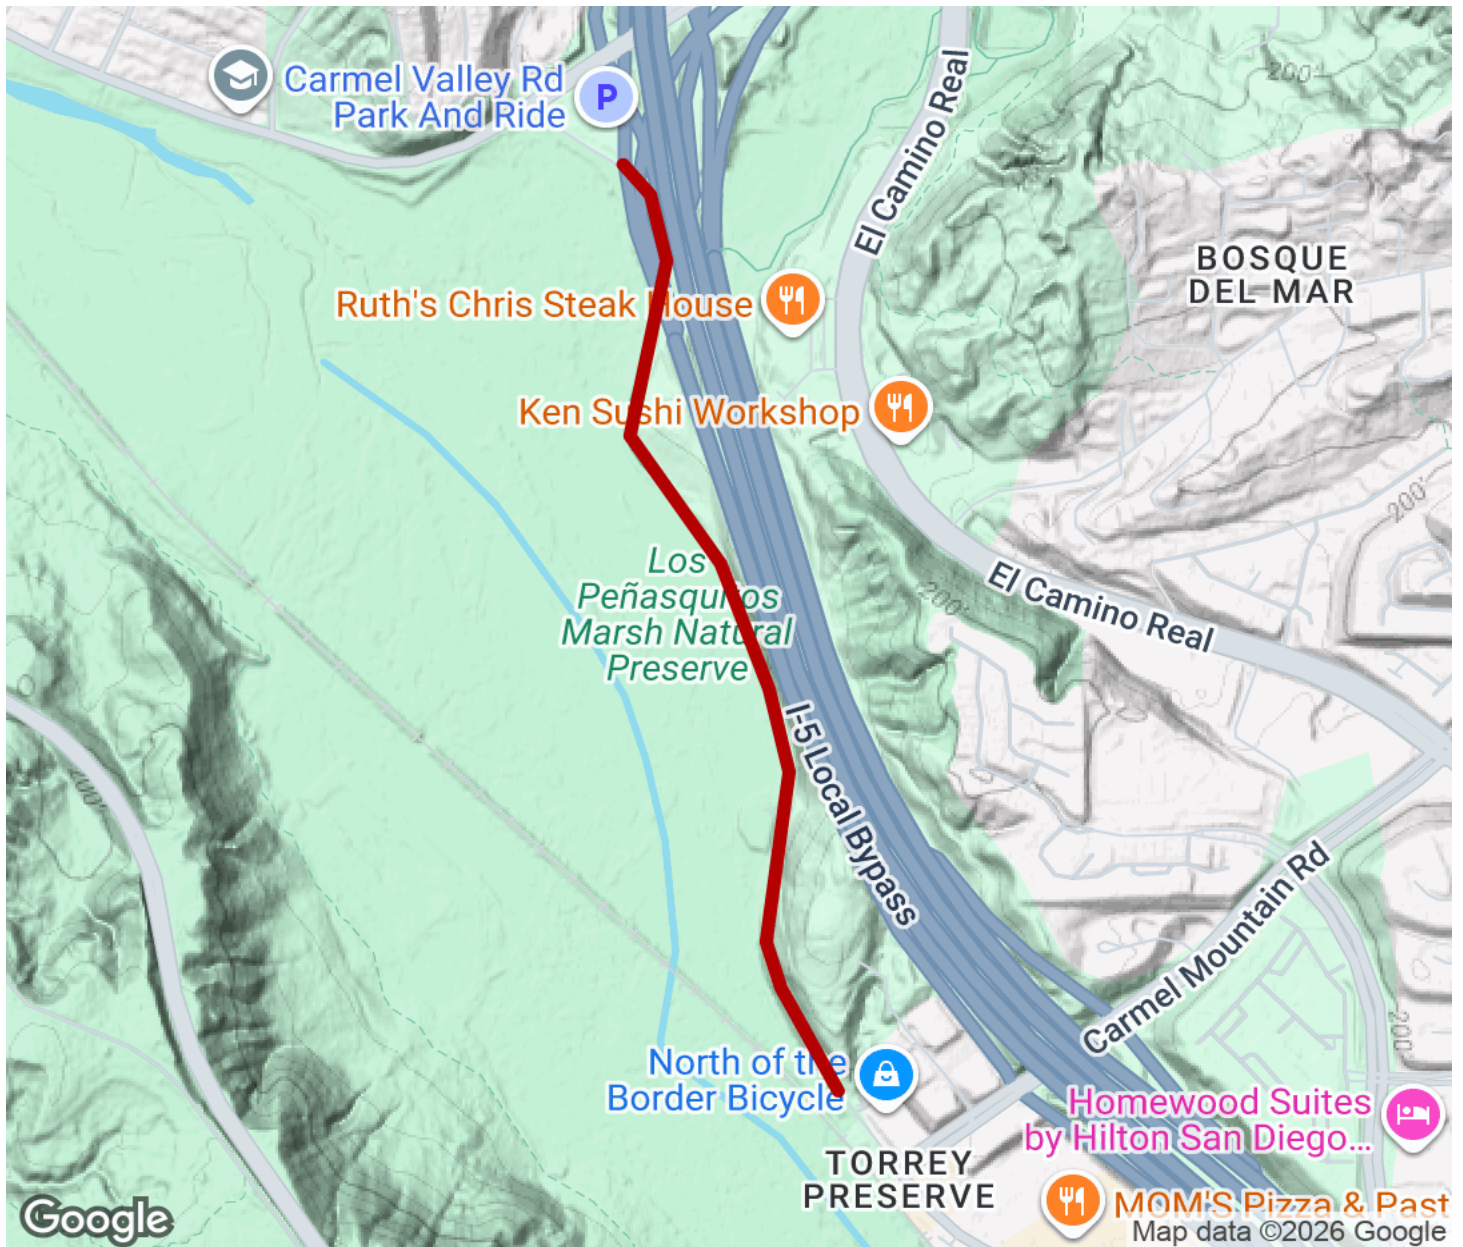 Carmel Valley Rd
Park And Ride
P
El Camino Real
200'
BOSQUE
DEL MAR
Ruth's Chris Steak House
Ken Sushi Workshop
200'
Los
Peñasquitos
Marsh Natural
Preserve
200'
El Camino Real
I-5 Local Bypass
200'
Carmel Mountain Rd
200'
North of the
Border Bicycle
Homewood Suites
by Hilton San Diego...
TORREY
PRESERVE
MOM'S Pizza & Past
Google
Map data ©2026 Google